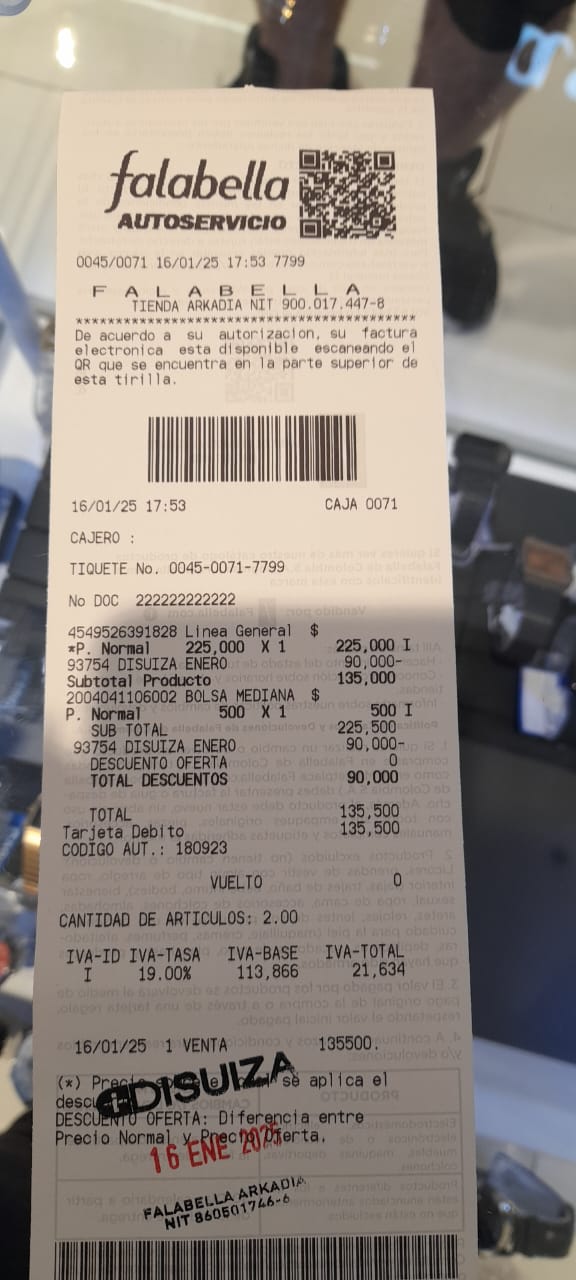 falabella
AUTOSERVICIO
0045/0071 16/01/25 17:53 7799
F A L A B E L L A
TIENDA ARKADIA NIT 900.017.447-8
******************************************
De acuerdo a su autorizacion, su factura
electronica esta disponible escaneando el
QR que se encuentra en la parte superior de
esta tirilla.
16/01/25 17:53 CAJA 0071
CAJERO :
TIQUETE No. 0045-0071-7799
No DOC 222222222222
4549526391828 Linea General $
*P. Normal 225,000 X 1 225,000 I
93754 DISUIZA ENERO 90,000-
Subtotal Producto 135,000
2004041106002 BOLSA MEDIANA $
P. Normal 500 X 1 500 I
SUB TOTAL 225,500
93754 DISUIZA ENERO 90,000-
DESCUENTO OFERTA 0
TOTAL DESCUENTOS 90,000
TOTAL 135,500
Tarjeta Debito 135,500
CODIGO AUT.: 180923
VUELTO 0
CANTIDAD DE ARTICULOS: 2.00
IVA-ID IVA-TASA IVA-BASE IVA-TOTAL
I 19.00% 113,866 21,634
16/01/25 1 VENTA 135500.
(*) Precio sobre el se aplica el
DISUIZA
DESCUENTO OFERTA: Diferencia entre
Precio Normal y Precio Oferta.
16 ENE 2025
FALABELLA ARKADIA
NIT 860501746-6